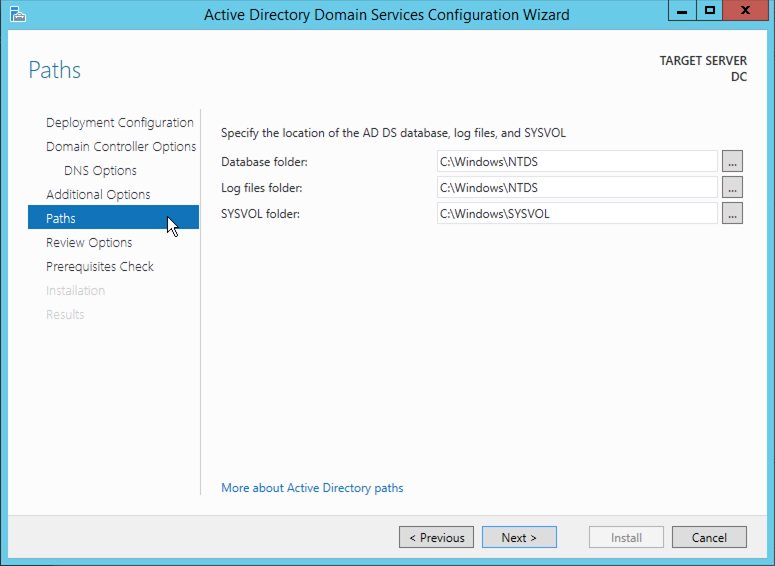 Active Directory Domain Services Configuration Wizard
Paths
TARGET SERVER
DC
Deployment Configuration
Domain Controller Options
DNS Options
Additional Options
Paths
Review Options
Prerequisites Check
Installation
Results
Specify the location of the AD DS database, log files, and SYSVOL
Database folder: C:\Windows\NTDS ...
Log files folder: C:\Windows\NTDS ...
SYSVOL folder: C:\Windows\SYSVOL ...
More about Active Directory paths
< Previous Next > Install Cancel